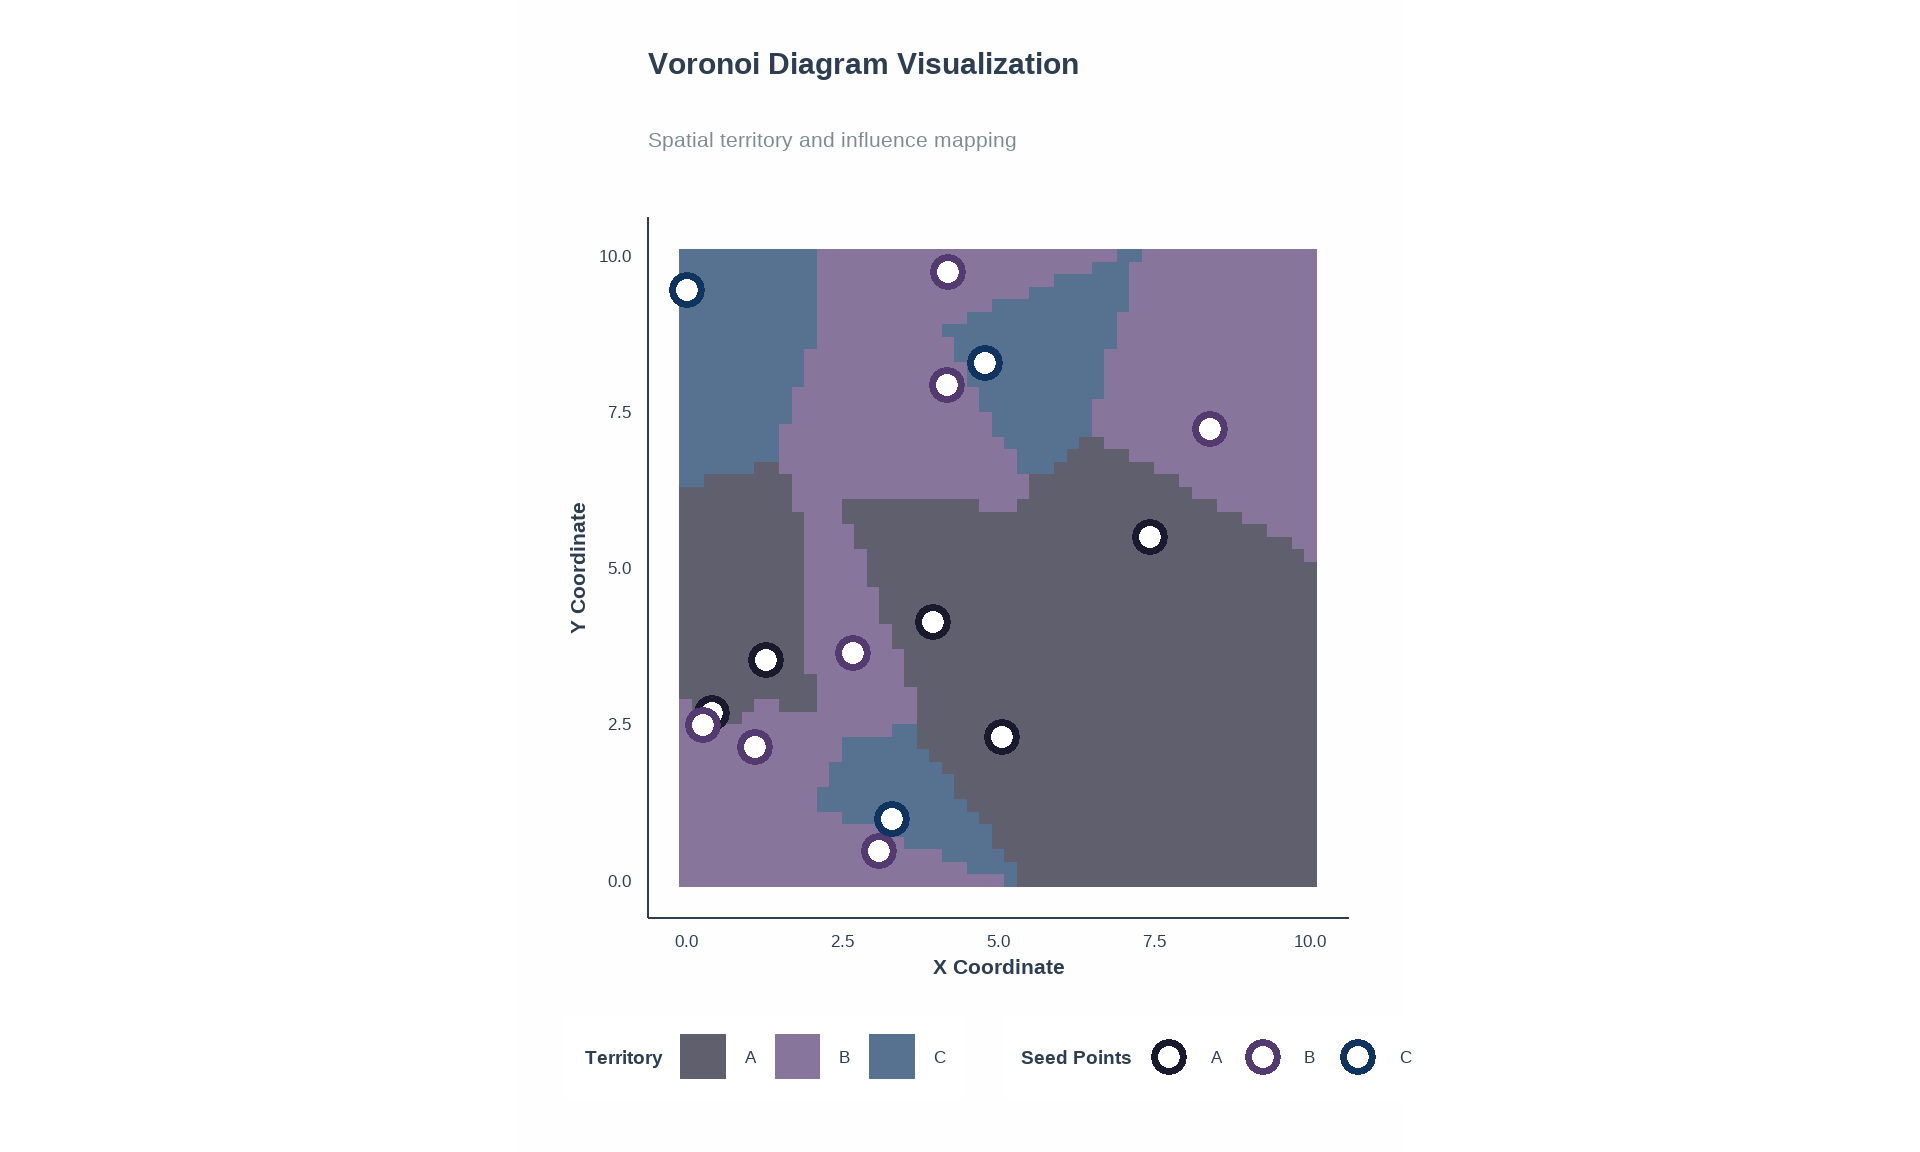 Voronoi Diagram Visualization
Spatial territory and influence mapping
10.0
7.5
5.0
2.5
0.0
Y Coordinate
0.0 2.5 5.0 7.5 10.0
X Coordinate
Territory A B C Seed Points A B C